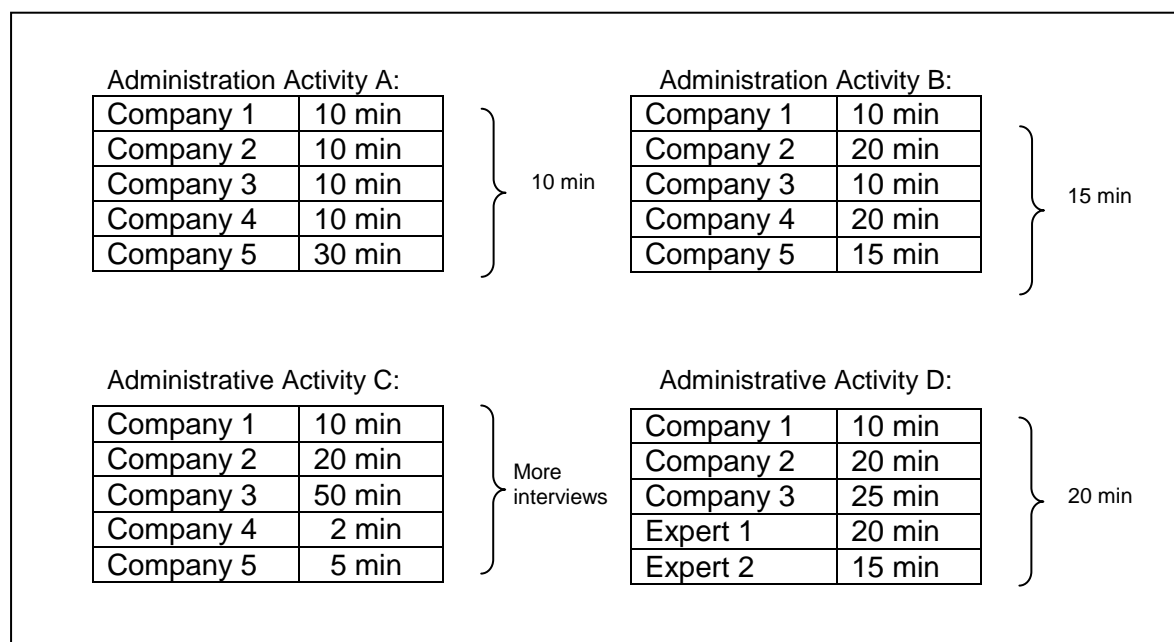 Administration Activity A:
Company 1 10 min
Company 2 10 min
Company 3 10 min
Company 4 10 min
Company 5 30 min
10 min
Administration Activity B:
Company 1 10 min
Company 2 20 min
Company 3 10 min
Company 4 20 min
Company 5 15 min
15 min
Administrative Activity C:
Company 1 10 min
Company 2 20 min
Company 3 50 min
Company 4 2 min
Company 5 5 min
More
interviews
Administrative Activity D:
Company 1 10 min
Company 2 20 min
Company 3 25 min
Expert 1 20 min
Expert 2 15 min
20 min